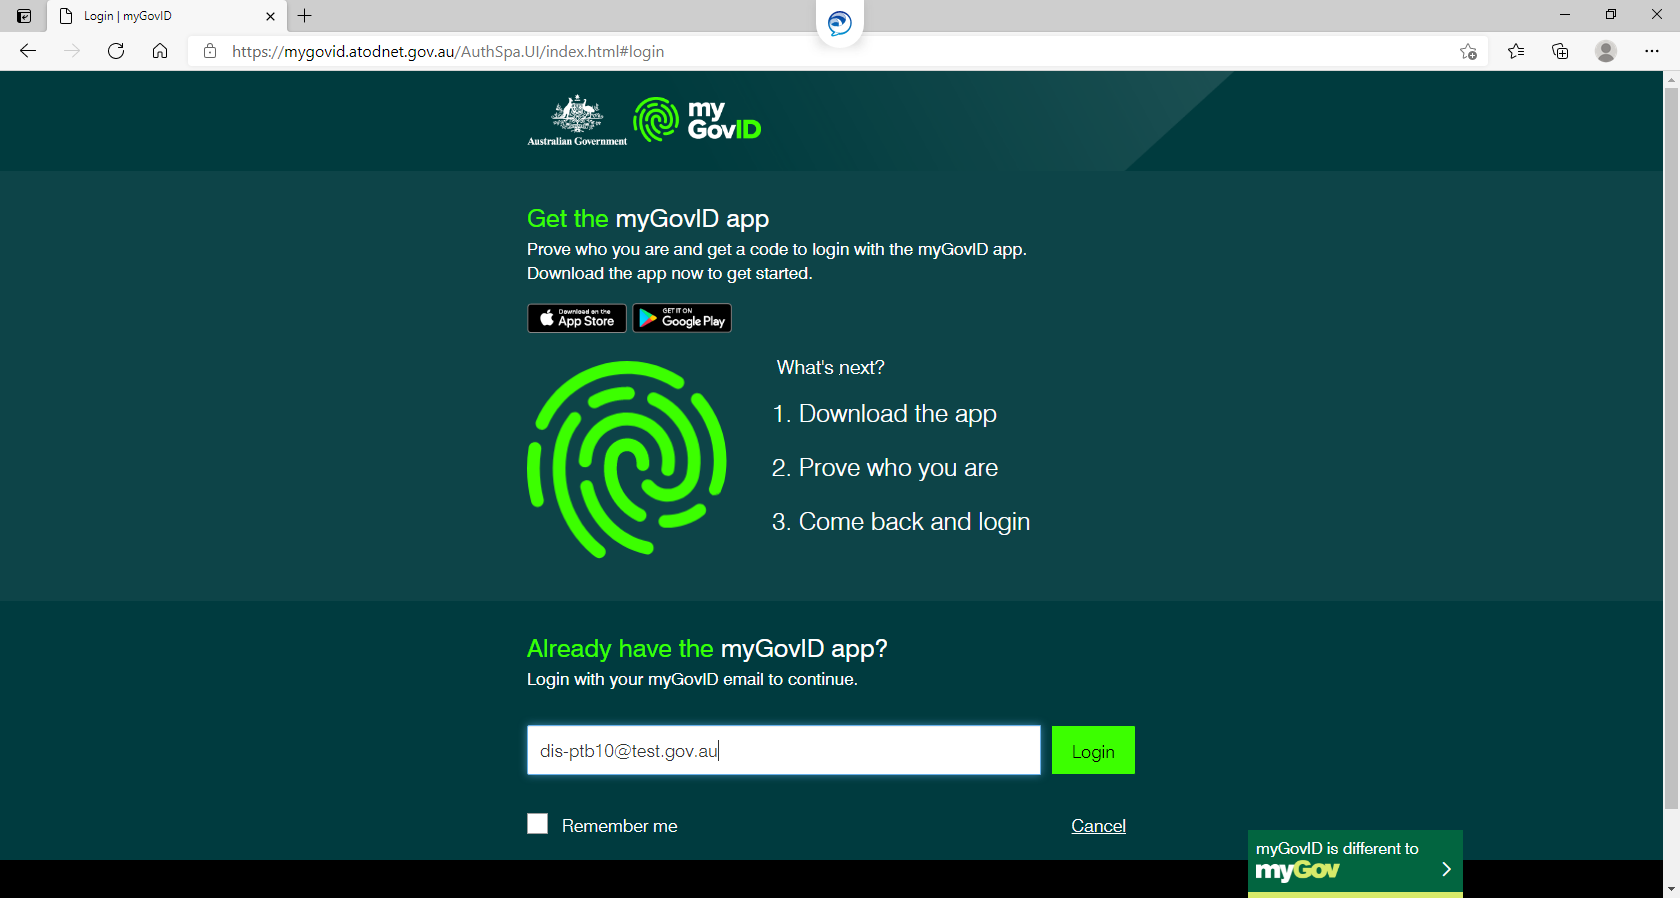 Login | myGovID
https://mygovid.atodnet.gov.au/AuthSpa.UI/index.html#login
Australian Government
my
GovID
Get the myGovID app
Prove who you are and get a code to login with the myGovID app.
Download the app now to get started.
Download on the
App Store
GET IT ON
Google Play
What's next?
1. Download the app
2. Prove who you are
3. Come back and login
Already have the myGovID app?
Login with your myGovID email to continue.
dis-ptb10@test.gov.au
Login
Remember me
Cancel
myGovID is different to
myGov